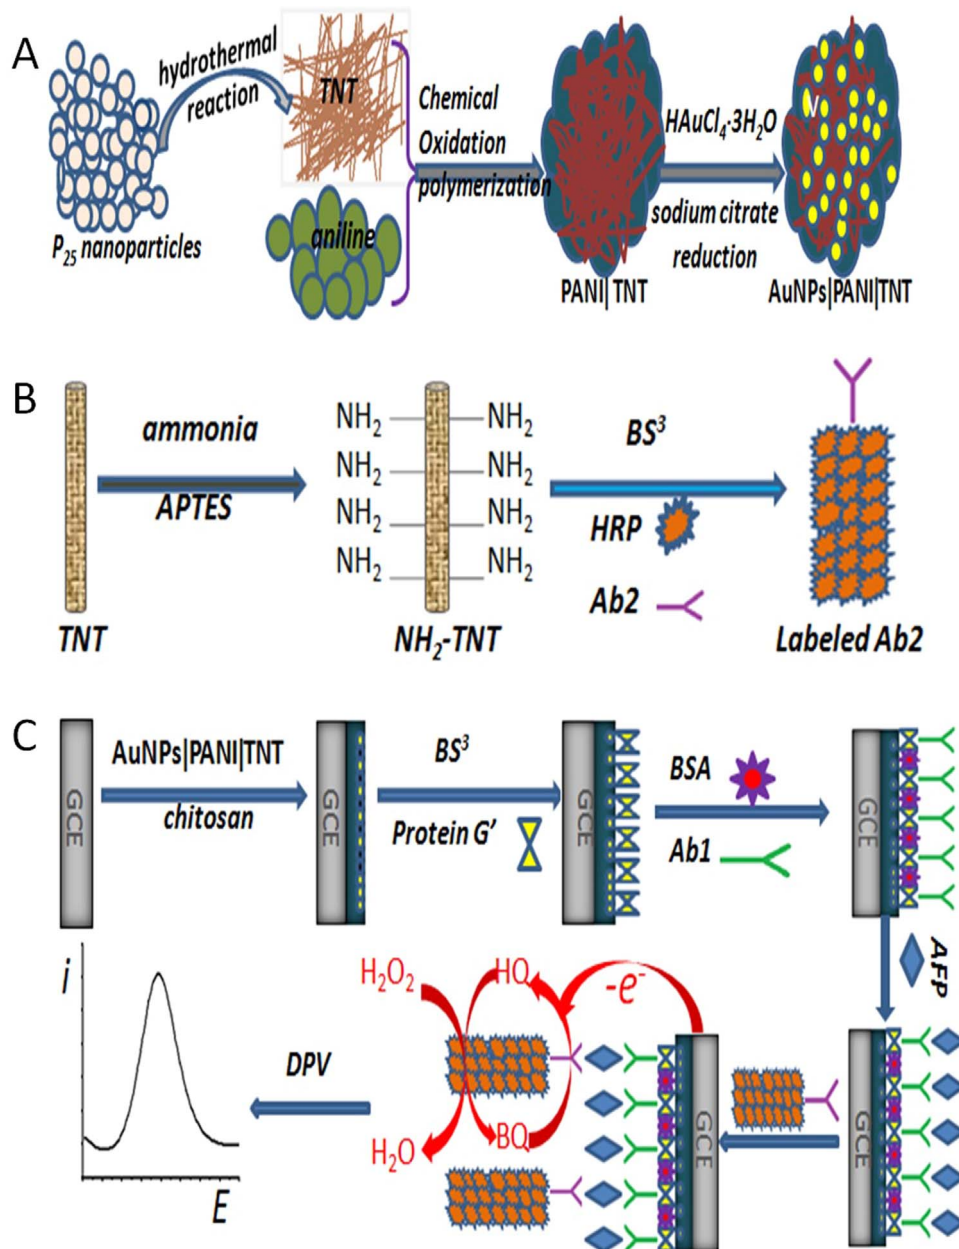 A
hydrothermal
reaction
TNT
Chemical
Oxidation
polymerization
HAuCl₄·3H₂O
sodium citrate
reduction
P₂₅ nanoparticles
aniline
PANI|TNT
AuNPs|PANI|TNT
B
ammonia
APTES
TNT
NH₂ NH₂
NH₂ NH₂
NH₂ NH₂
NH₂ NH₂
NH₂-TNT
BS³
HRP
Ab2
Labeled Ab2
C
GCE
AuNPs|PANI|TNT
chitosan
GCE
BS³
Protein G'
GCE
BSA
Ab1
GCE
AFP
i
E
DPV
H₂O₂
HQ
-e⁻
H₂O
BQ
GCE
GCE